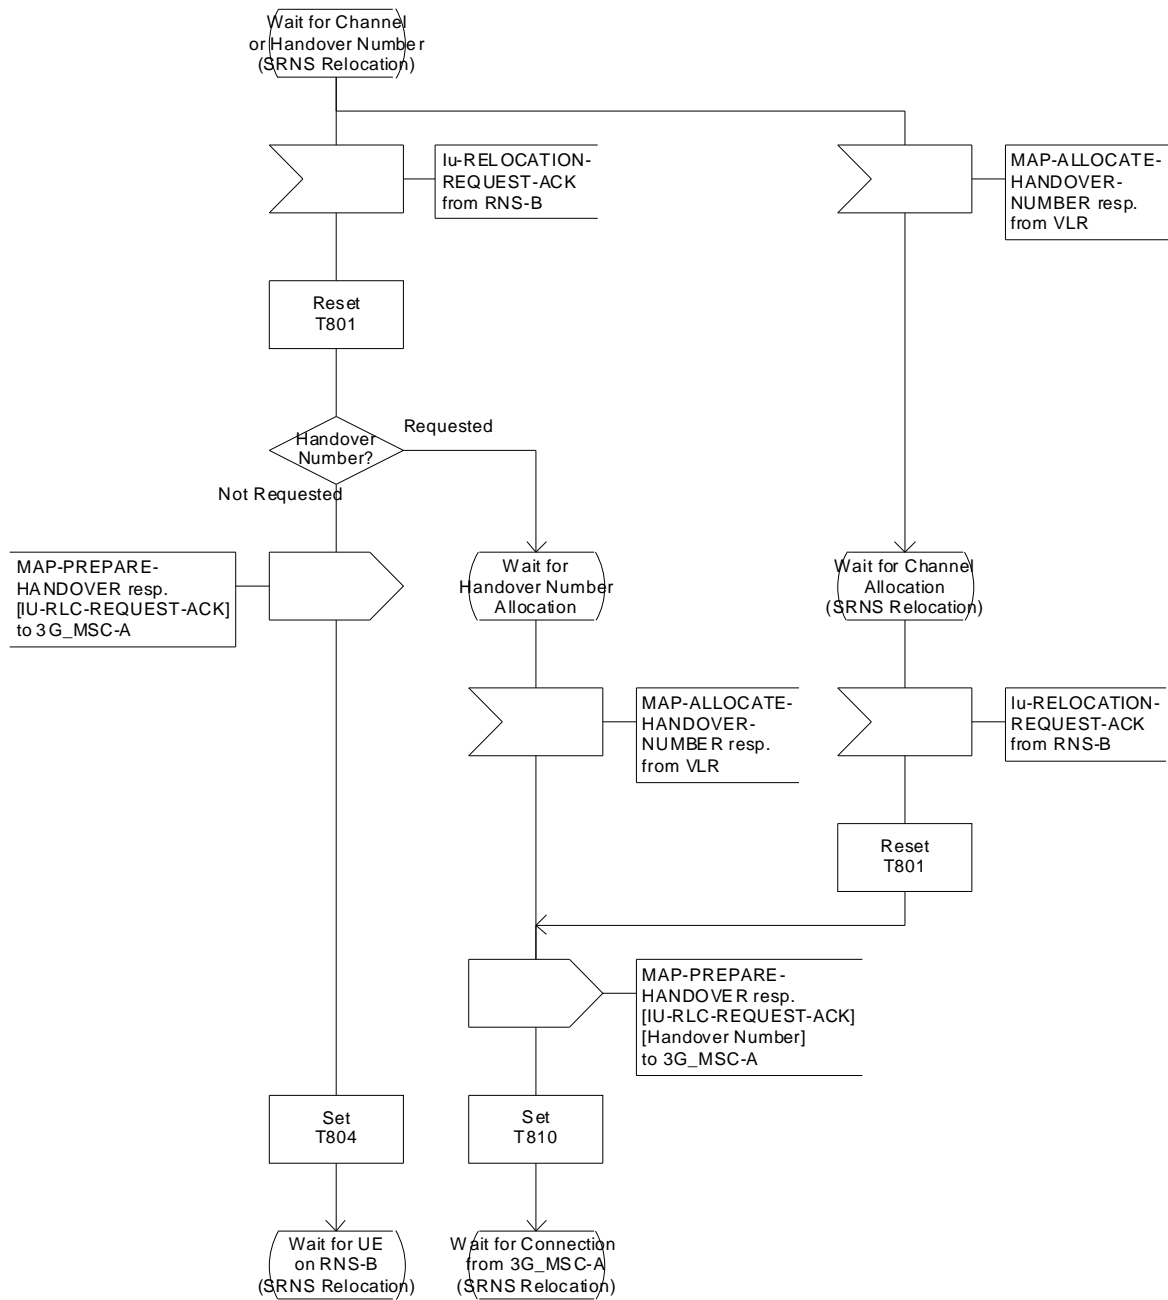 Wait for Channel
or Handover Number
(SRNS Relocation)
Iu-RELOCATION-
REQUEST-ACK
from RNS-B
MAP-ALLOCATE-
HANDOVER-
NUMBER resp.
from VLR
Reset
T801
Handover
Number?
Requested
Not Requested
MAP-PREPARE-
HANDOVER resp.
[IU-RLC-REQUEST-ACK]
to 3G_MSC-A
Wait for
Handover Number
Allocation
Wait for Channel
Allocation
(SRNS Relocation)
MAP-ALLOCATE-
HANDOVER-
NUMBER resp.
from VLR
Iu-RELOCATION-
REQUEST-ACK
from RNS-B
Reset
T801
MAP-PREPARE-
HANDOVER resp.
[IU-RLC-REQUEST-ACK]
[Handover Number]
to 3G_MSC-A
Set
T804
Set
T810
Wait for UE
on RNS-B
(SRNS Relocation)
Wait for Connection
from 3G_MSC-A
(SRNS Relocation)